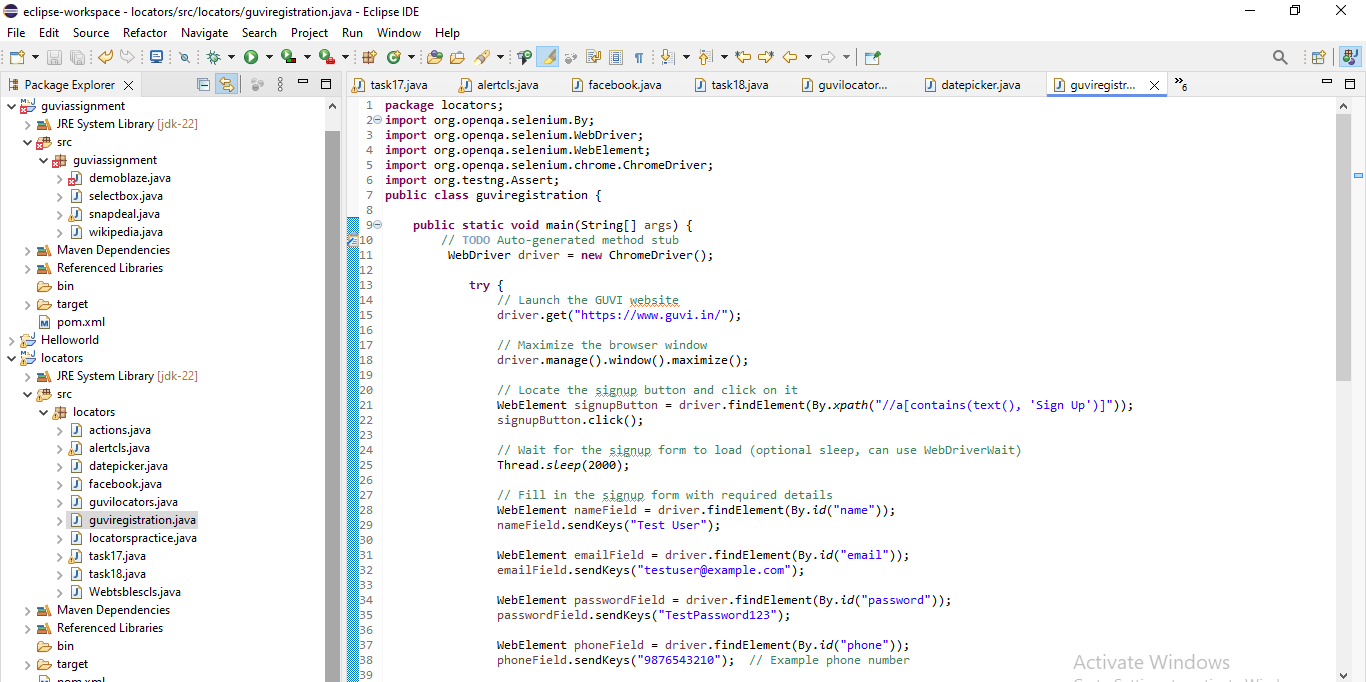 eclipse-workspace - locators/src/locators/guviregistration.java - Eclipse IDE
File Edit Source Refactor Navigate Search Project Run Window Help
Package Explorer
guviassignment
JRE System Library [jdk-22]
src
guviassignment
demoblaze.java
selectbox.java
snapdeal.java
wikipedia.java
Maven Dependencies
Referenced Libraries
bin
target
pom.xml
Helloworld
locators
JRE System Library [jdk-22]
src
locators
actions.java
alertcls.java
datepicker.java
facebook.java
guvilocators.java
guviregistration.java
locatorspractice.java
task17.java
task18.java
Webtsblescls.java
Maven Dependencies
Referenced Libraries
bin
target
pom.xml
task17.java alertcls.java facebook.java task18.java guvilocator... datepicker.java guviregistr... »6
1 package locators;
2 import org.openqa.selenium.By;
3 import org.openqa.selenium.WebDriver;
4 import org.openqa.selenium.WebElement;
5 import org.openqa.selenium.chrome.ChromeDriver;
6 import org.testng.Assert;
7 public class guviregistration {
8
9 public static void main(String[] args) {
10 // TODO Auto-generated method stub
11 WebDriver driver = new ChromeDriver();
12
13 try {
14 // Launch the GUVI website
15 driver.get("https://www.guvi.in/");
16
17 // Maximize the browser window
18 driver.manage().window().maximize();
19
20 // Locate the signup button and click on it
21 WebElement signupButton = driver.findElement(By.xpath("//a[contains(text(), 'Sign Up')]"));
22 signupButton.click();
23
24 // Wait for the signup form to load (optional sleep, can use WebDriverWait)
25 Thread.sleep(2000);
26
27 // Fill in the signup form with required details
28 WebElement nameField = driver.findElement(By.id("name"));
29 nameField.sendKeys("Test User");
30
31 WebElement emailField = driver.findElement(By.id("email"));
32 emailField.sendKeys("testuser@example.com");
33
34 WebElement passwordField = driver.findElement(By.id("password"));
35 passwordField.sendKeys("TestPassword123");
36
37 WebElement phoneField = driver.findElement(By.id("phone"));
38 phoneField.sendKeys("9876543210"); // Example phone number
39
Activate Windows